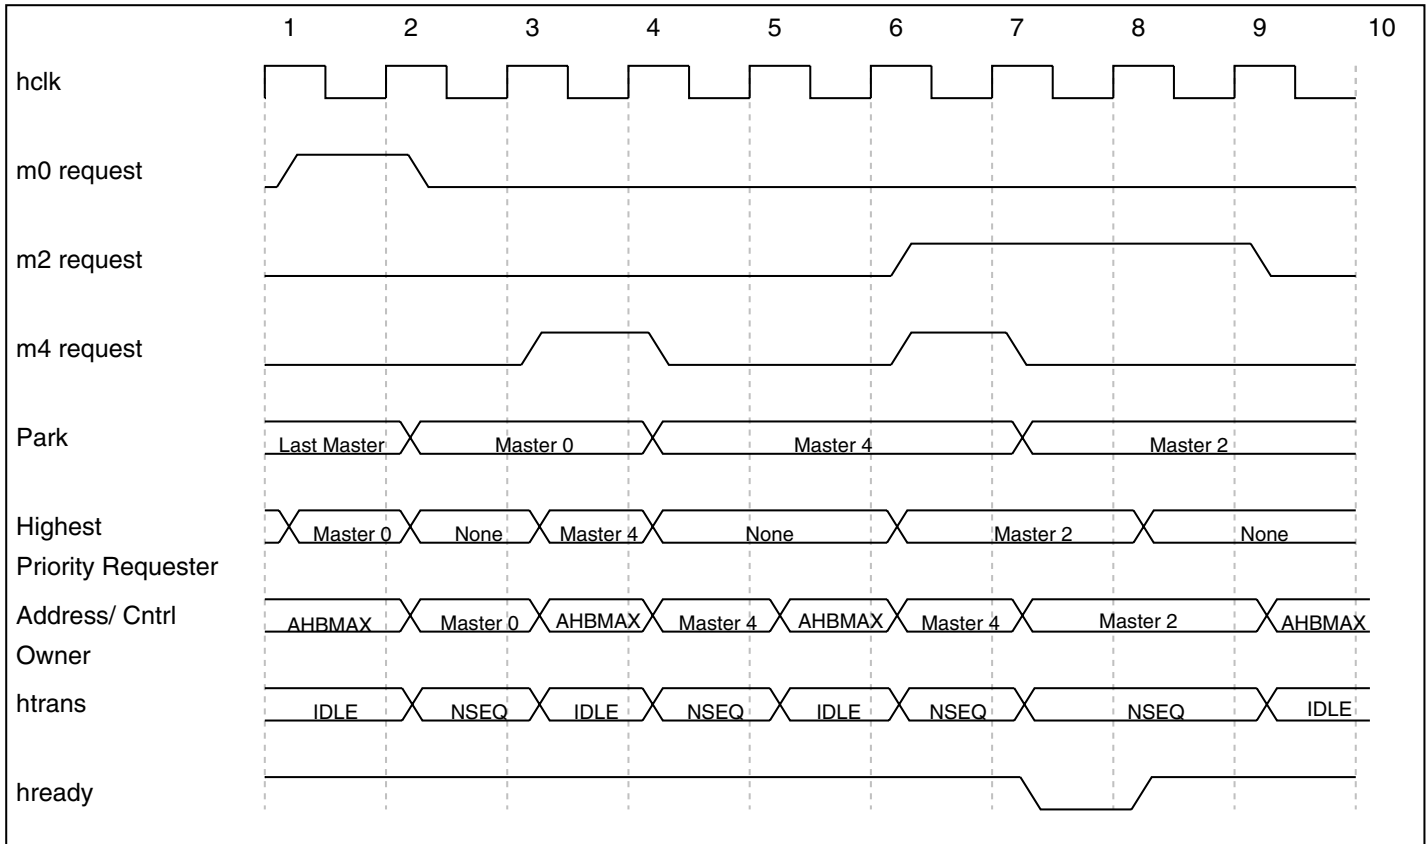 1 2 3 4 5 6 7 8 9 10
hclk
m0 request
m2 request
m4 request
Park Last Master Master 0 Master 4 Master 2
Highest Master 0 None Master 4 None Master 2 None
Priority Requester
Address/ Cntrl AHBMAX Master 0 AHBMAX Master 4 AHBMAX Master 4 Master 2 AHBMAX
Owner
htrans IDLE NSEQ IDLE NSEQ IDLE NSEQ NSEQ IDLE
hready